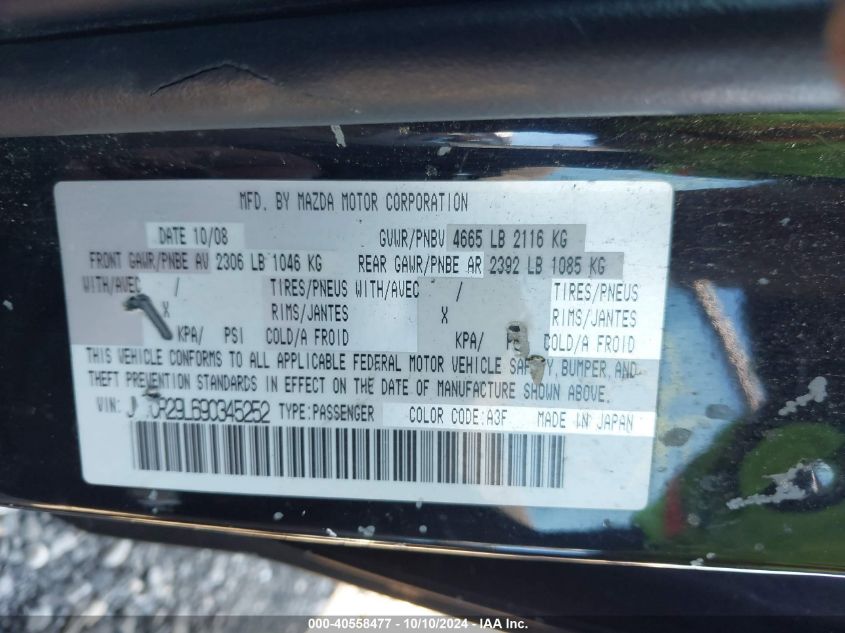 MFD. BY MAZDA MOTOR CORPORATION
DATE 10/08 GVWR/PNBV 4665 LB 2116 KG
FRONT GAWR/PNBE AV 2306 LB 1046 KG REAR GAWR/PNBE AR 2392 LB 1085 KG
WITH/AVEC / TIRES/PNEUS WITH/AVEC / TIRES/PNEUS
RIMS/JANTES X RIMS/JANTES
KPA/ PSI COLD/A FROID KPA/ COLD/A FROID
THIS VEHICLE CONFORMS TO ALL APPLICABLE FEDERAL MOTOR VEHICLE SAFETY, BUMPER, AND
THEFT PREVENTION STANDARDS IN EFFECT ON THE DATE OF MANUFACTURE SHOWN ABOVE.
VIN: TYPE:PASSENGER COLOR CODE:A3F MADE IN JAPAN
000-40558477 - 10/10/2024 - IAA Inc.